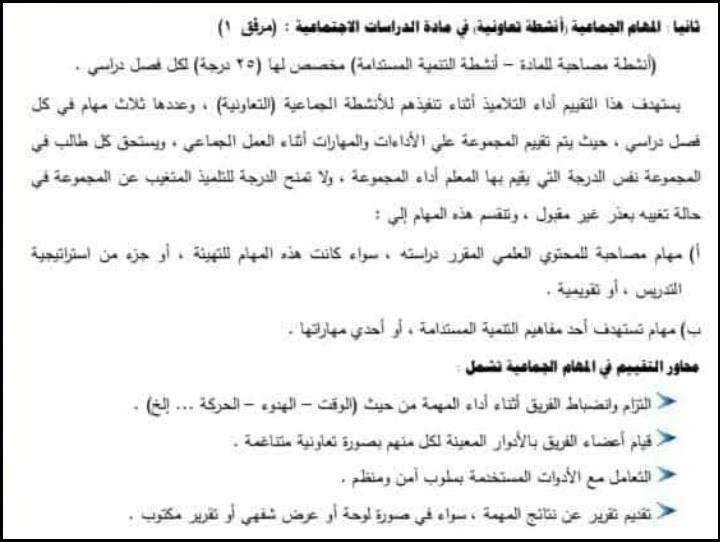 ثانيا : المهام الجماعية (أنشطة تعاونية) في مادة الدراسات الاجتماعية : (مرفق ١)
(أنشطة مصاحبة للمادة – أنشطة التنمية المستدامة) مخصص لها (٢٥ درجة) لكل فصل دراسي .
يستهدف هذا التقييم أداء التلاميذ أثناء تنفيذهم للأنشطة الجماعية (التعاونية) ، وعددها ثلاث مهام في كل
فصل دراسي ، حيث يتم تقييم المجموعة علي الأداءات والمهارات أثناء العمل الجماعي ، ويستحق كل طالب في
المجموعة نفس الدرجة التي يقيم بها المعلم أداء المجموعة ، ولا تمنح الدرجة للتلميذ المتغيب عن المجموعة في
حالة تغيبه بعذر غير مقبول ، وتنقسم هذه المهام إلي :
أ) مهام مصاحبة للمحتوي العلمي المقرر دراسته ، سواء كانت هذه المهام للتهيئة ، أو جزء من استراتيجية
التدريس ، أو تقويمية .
ب) مهام تستهدف أحد مفاهيم التنمية المستدامة ، أو أحدي مهاراتها .
محاور التقييم في المهام الجماعية تشمل :
التزام وانضباط الفريق أثناء أداء المهمة من حيث (الوقت – الهدوء – الحركة ... إلخ) .
قيام أعضاء الفريق بالأدوار المعينة لكل منهم بصورة تعاونية متناغمة .
التعامل مع الأدوات المستخدمة بسلوب أمن ومنظم .
تقديم تقرير عن نتائج المهمة ، سواء في صورة لوحة أو عرض شفهي أو تقرير مكتوب .